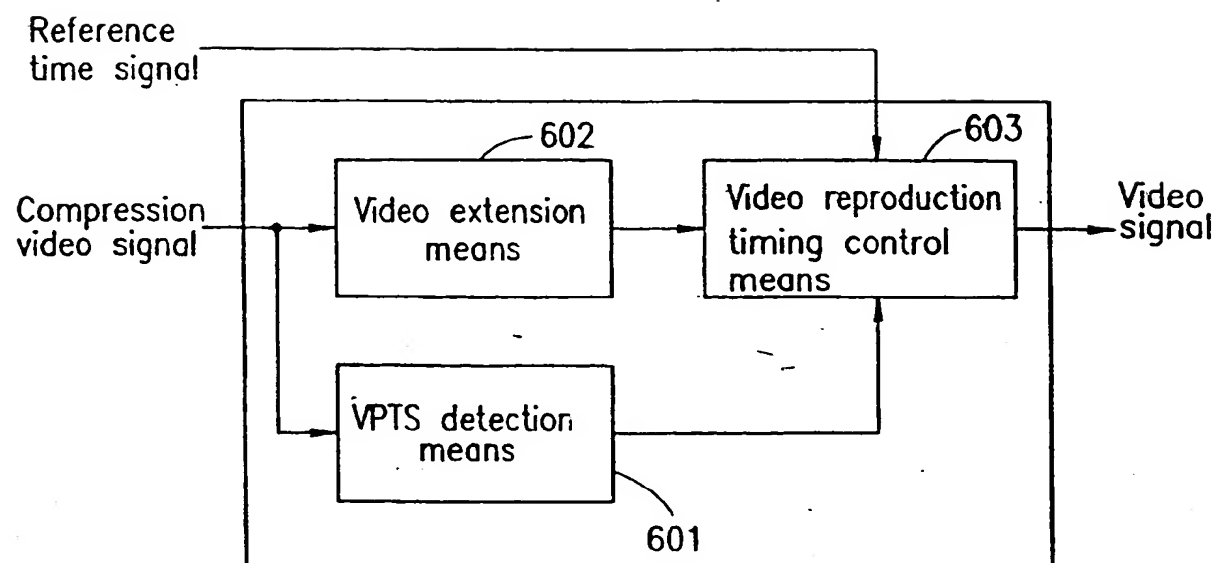 Reference
time signal
602
603
Compression
video signal
Video extension
means
Video reproduction
timing control
means
Video
signal
VPTS detection
means
601